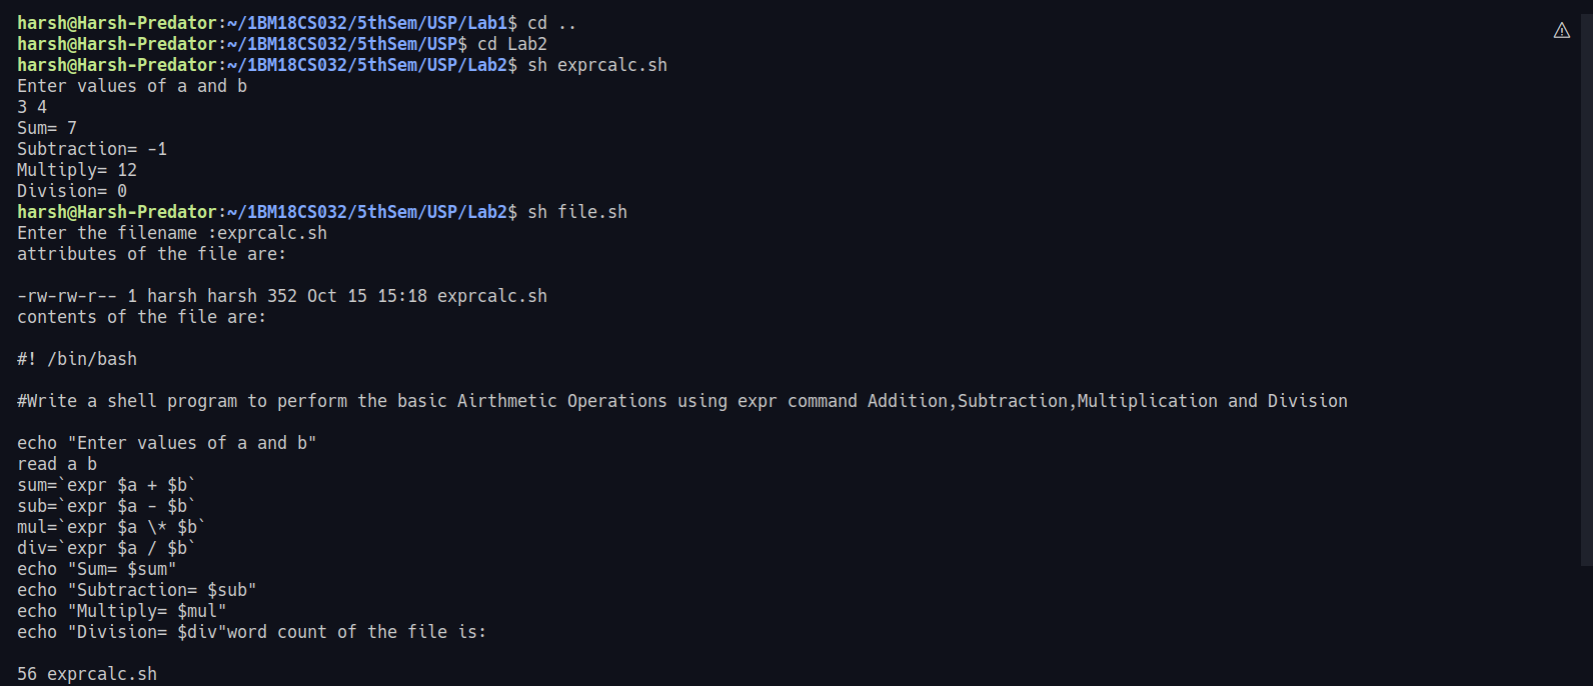 harsh@Harsh-Predator:~/1BM18CS032/5thSem/USP/Lab1$ cd ..
harsh@Harsh-Predator:~/1BM18CS032/5thSem/USP$ cd Lab2
harsh@Harsh-Predator:~/1BM18CS032/5thSem/USP/Lab2$ sh exprcalc.sh
Enter values of a and b
3 4
Sum= 7
Subtraction= -1
Multiply= 12
Division= 0
harsh@Harsh-Predator:~/1BM18CS032/5thSem/USP/Lab2$ sh file.sh
Enter the filename :exprcalc.sh
attributes of the file are:
-rw-rw-r-- 1 harsh harsh 352 Oct 15 15:18 exprcalc.sh
contents of the file are:
#! /bin/bash
#Write a shell program to perform the basic Airthmetic Operations using expr command Addition,Subtraction,Multiplication and Division
echo "Enter values of a and b"
read a b
sum=`expr $a + $b`
sub=`expr $a - $b`
mul=`expr $a \* $b`
div=`expr $a / $b`
echo "Sum= $sum"
echo "Subtraction= $sub"
echo "Multiply= $mul"
echo "Division= $div"word count of the file is:
56 exprcalc.sh